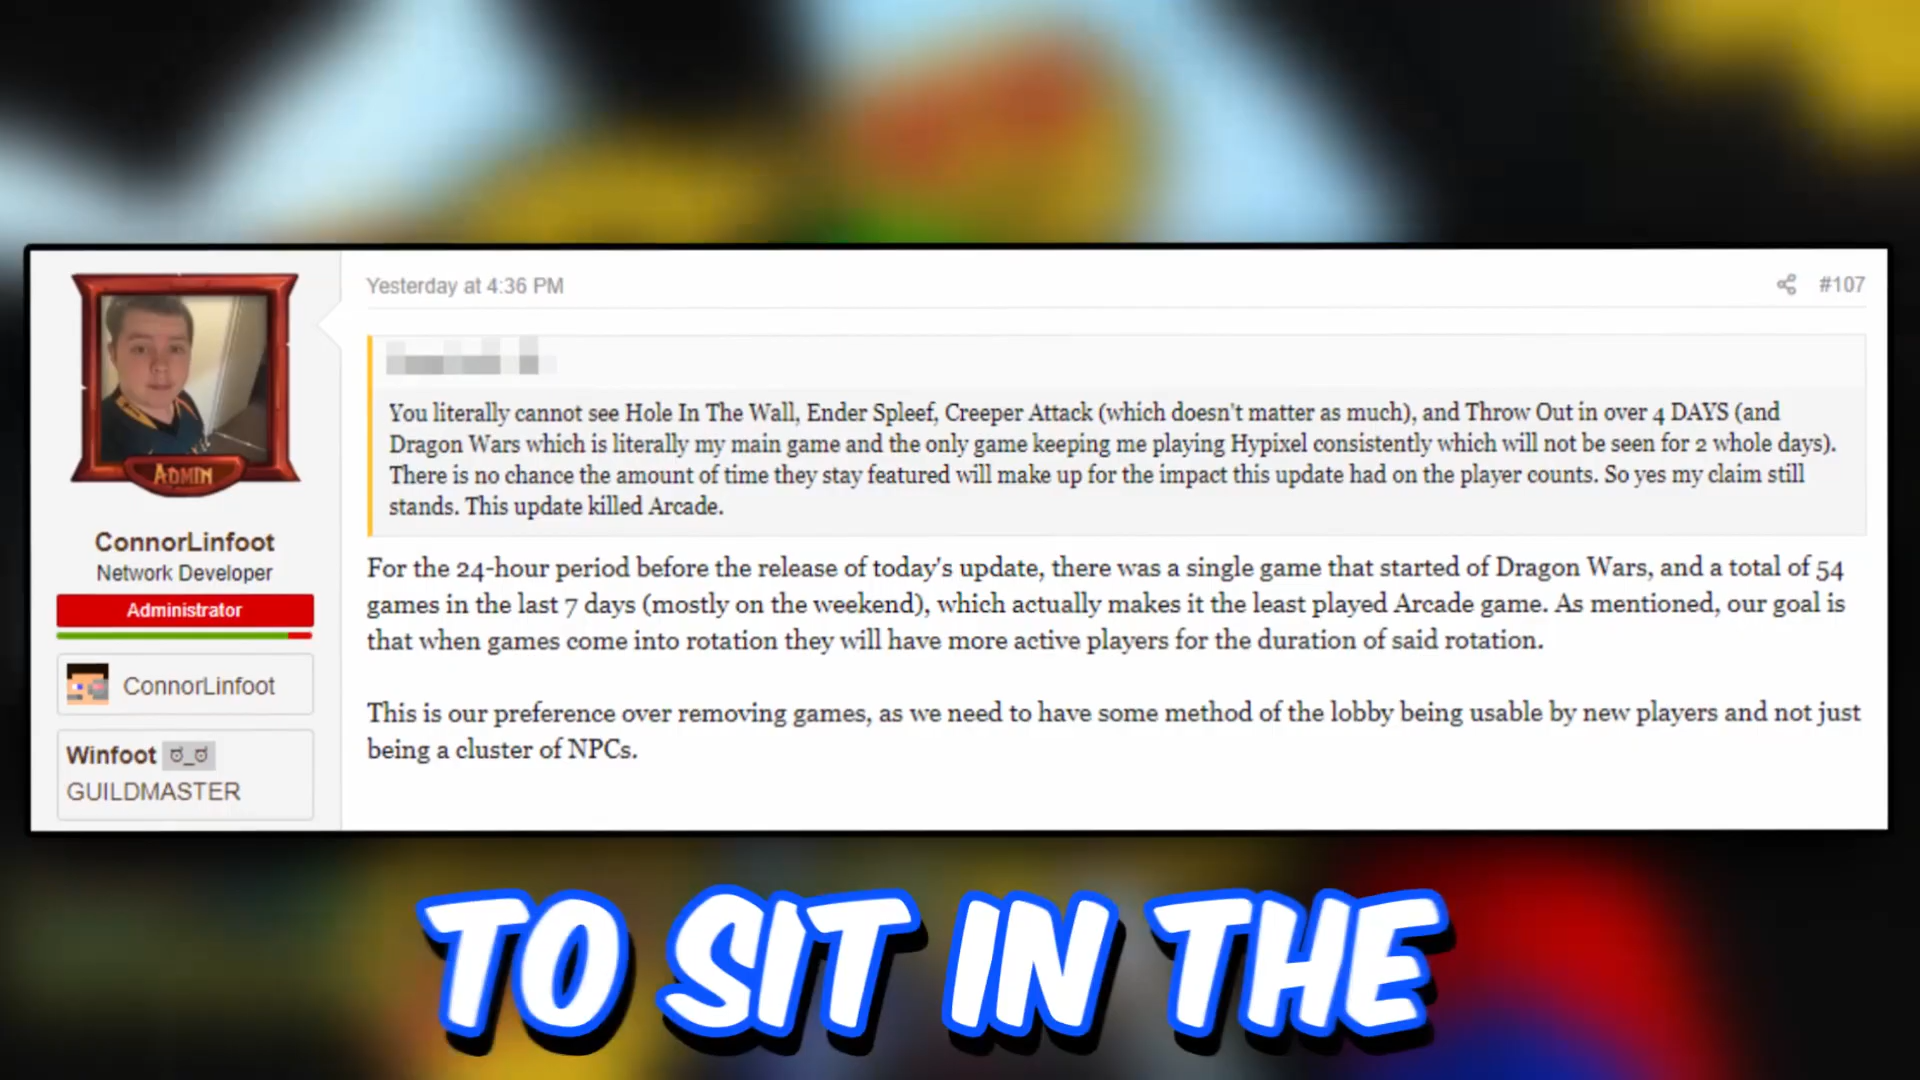 Yesterday at 4:36 PM
#107
You literally cannot see Hole In The Wall, Ender Spleef, Creeper Attack (which doesn't matter as much), and Throw Out in over 4 DAYS (and
Dragon Wars which is literally my main game and the only game keeping me playing Hypixel consistently which will not be seen for 2 whole days).
There is no chance the amount of time they stay featured will make up for the impact this update had on the player counts. So yes my claim still
stands. This update killed Arcade.
For the 24-hour period before the release of today's update, there was a single game that started of Dragon Wars, and a total of 54
games in the last 7 days (mostly on the weekend), which actually makes it the least played Arcade game. As mentioned, our goal is
that when games come into rotation they will have more active players for the duration of said rotation.
This is our preference over removing games, as we need to have some method of the lobby being usable by new players and not just
being a cluster of NPCs.
ADMIN
ConnorLinfoot
Network Developer
Administrator
ConnorLinfoot
Winfoot ಠ_ಠ
GUILDMASTER
TO SIT IN THE